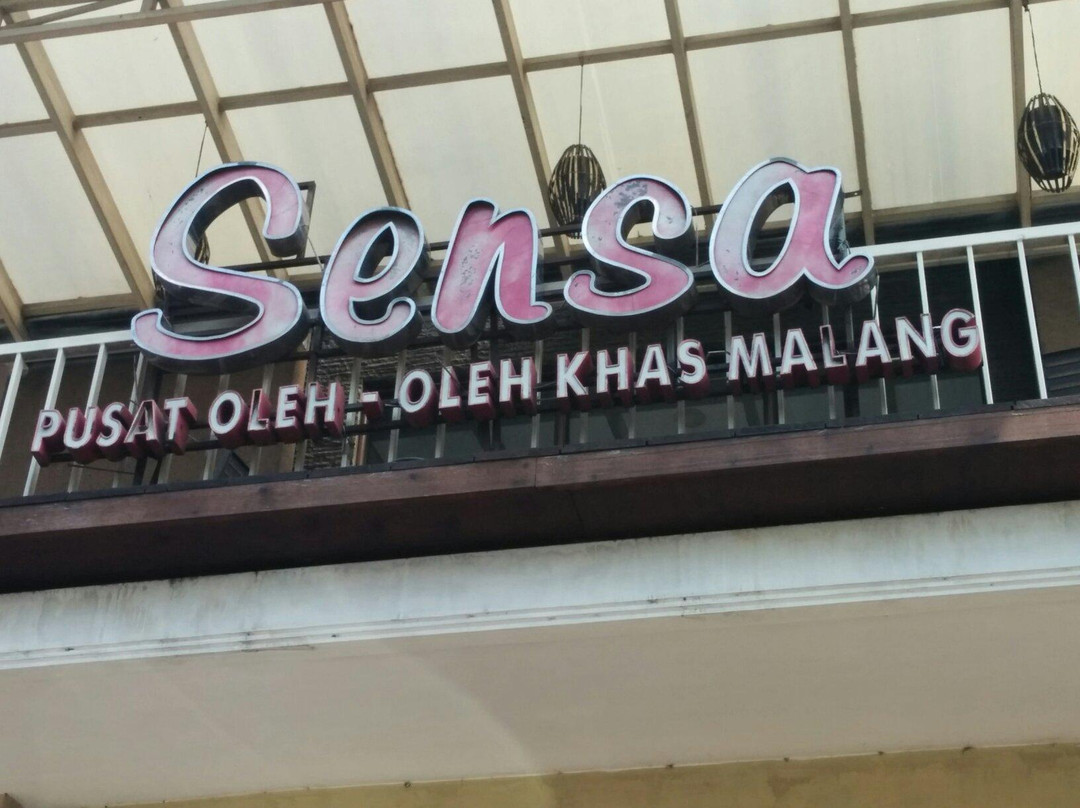 Sensa
PUSAT OLEH - OLEH KHAS MALANG